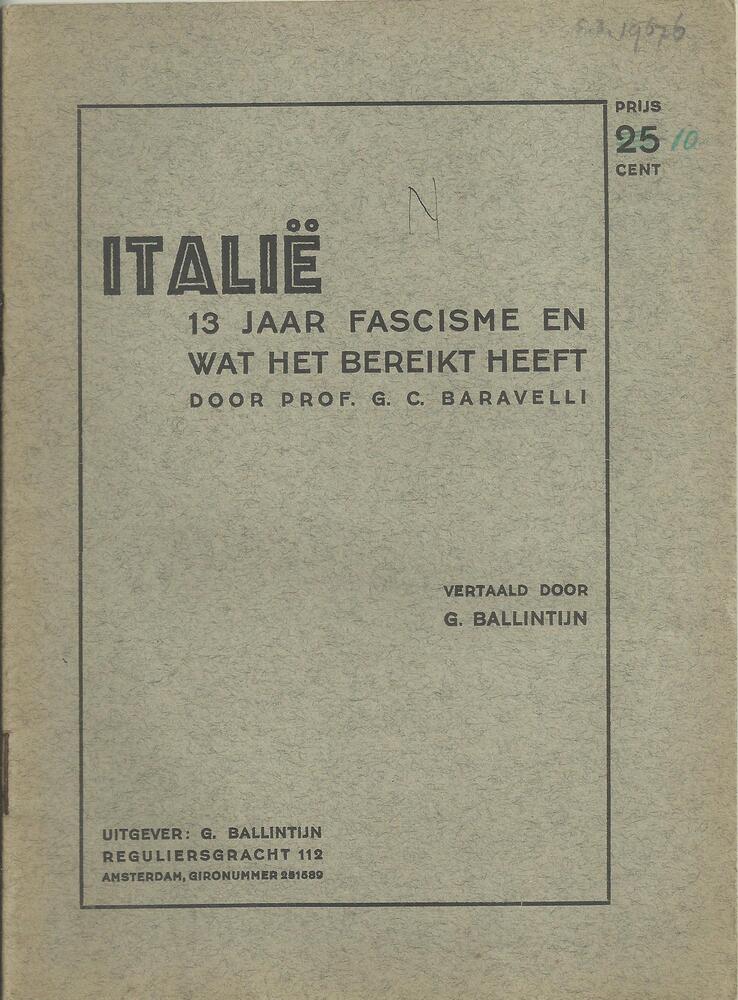 PRIJS
25 10
CENT
N
ITALIË
13 JAAR FASCISME EN
WAT HET BEREIKT HEEFT
DOOR PROF. G. C. BARAVELLI
VERTAALD DOOR
G. BALLINTIJN
UITGEVER: G. BALLINTIJN
REGULIERSGRACHT 112
AMSTERDAM, GIRONUMMER 281589